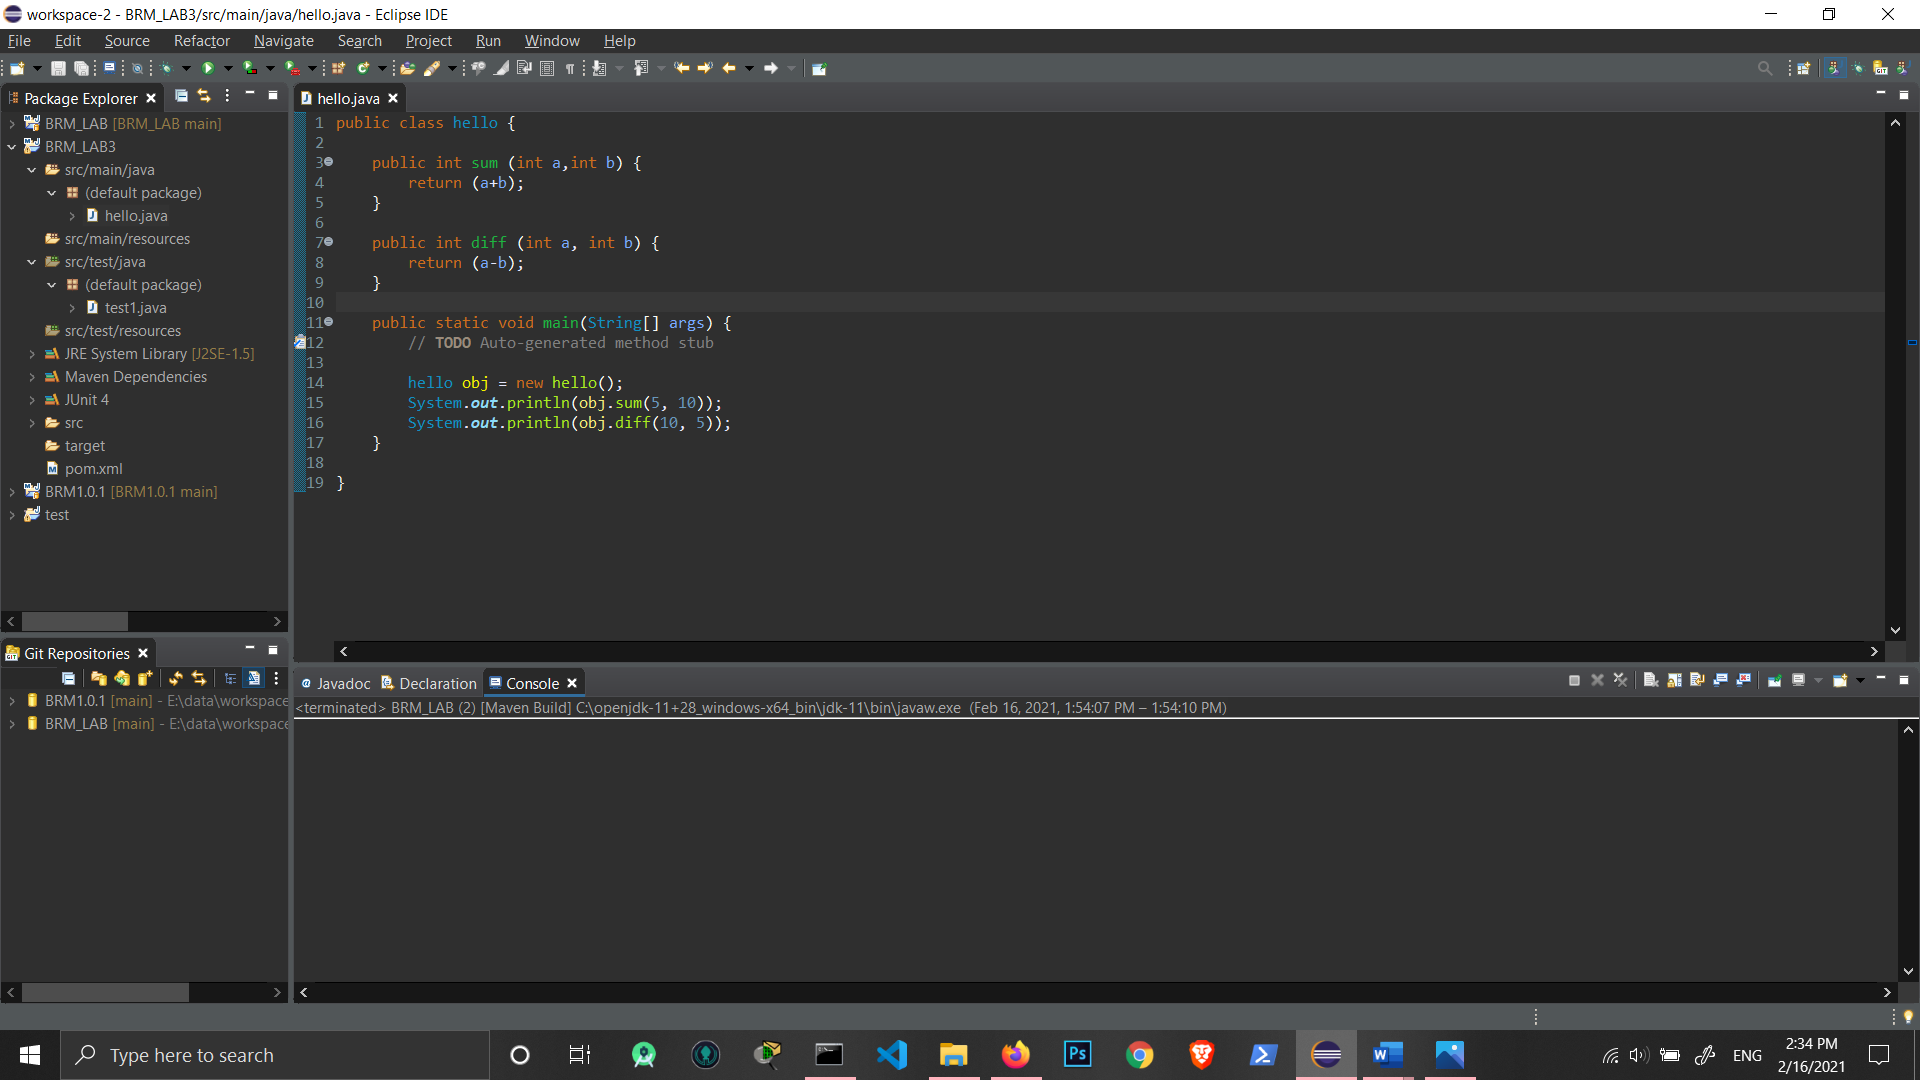 workspace-2 - BRM_LAB3/src/main/java/hello.java - Eclipse IDE
File Edit Source Refactor Navigate Search Project Run Window Help
Package Explorer
BRM_LAB [BRM_LAB main]
BRM_LAB3
src/main/java
(default package)
hello.java
src/main/resources
src/test/java
(default package)
test1.java
src/test/resources
JRE System Library [J2SE-1.5]
Maven Dependencies
JUnit 4
src
target
pom.xml
BRM1.0.1 [BRM1.0.1 main]
test
hello.java
1 public class hello {
2
3     public int sum (int a,int b) {
4         return (a+b);
5     }
6
7     public int diff (int a, int b) {
8         return (a-b);
9     }
10
11     public static void main(String[] args) {
12         // TODO Auto-generated method stub
13
14         hello obj = new hello();
15         System.out.println(obj.sum(5, 10));
16         System.out.println(obj.diff(10, 5));
17     }
18
19 }
Git Repositories
BRM1.0.1 [main] - E:\data\workspace
BRM_LAB [main] - E:\data\workspace
Javadoc Declaration Console
<terminated> BRM_LAB (2) [Maven Build] C:\openjdk-11+28_windows-x64_bin\jdk-11\bin\javaw.exe (Feb 16, 2021, 1:54:07 PM – 1:54:10 PM)
Type here to search
Ps
ENG
2:34 PM
2/16/2021